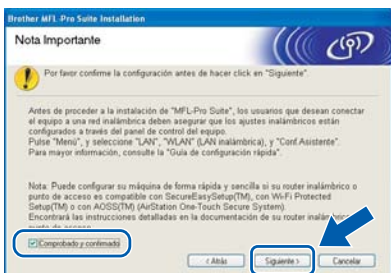 Brother MFL-Pro Suite Installation
Nota Importante
Por favor confirme la configuración antes de hacer click en "Siguiente".
Antes de proceder a la instalación de "MFL-Pro Suite", los usuarios que desean conectar
el equipo a una red inalámbrica deben asegurar que los ajustes inalámbricos están
configurados a través del panel de control del equipo.
Pulse "Menú", y seleccione "LAN", "WLAN" (LAN inalámbrica), y "Conf.Asistente".
Para mayor información, consulte la "Guía de configuración rápida".
Nota: Puede configurar su máquina de forma rápida y sencilla si su router inalámbrico o
punto de acceso es compatible con SecureEasySetup(TM), con Wi-Fi Protected
Setup(TM) o con AOSS(TM) (AirStation One-Touch Secure System).
Encontrará las instrucciones detalladas en la documentación de su router inalámbrico
punto de acceso.
Comprobado y confirmado
< Atrás
Siguiente >
Cancelar